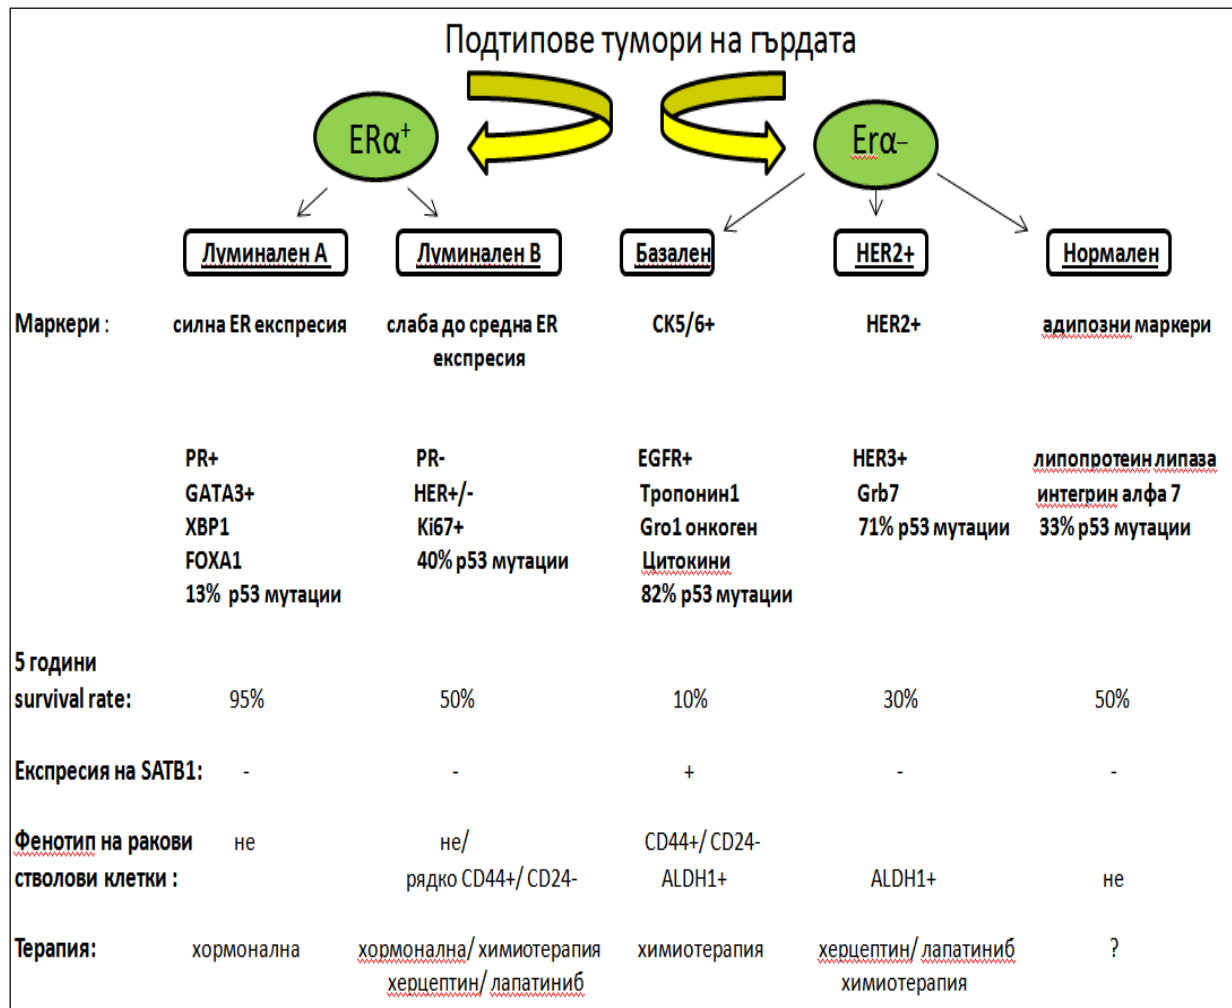 Подтипове тумори на гърдата
ERα⁺ Erα–
Луминален А Луминален В Базален HER2+ Нормален
Маркери : силна ER експресия слаба до средна ER CK5/6+ HER2+ адипозни маркери
експресия
PR+ PR- EGFR+ HER3+ липопротеин липаза
GATA3+ HER+/- Тропонин1 Grb7 интегрин алфа 7
XBP1 Ki67+ Gro1 онкоген 71% p53 мутации 33% p53 мутации
FOXA1 40% p53 мутации Цитокини
13% p53 мутации 82% p53 мутации
5 години
survival rate: 95% 50% 10% 30% 50%
Експресия на SATB1: - - + - -
Фенотип на ракови не не/ CD44+/ CD24-
стволови клетки : рядко CD44+/ CD24- ALDH1+ ALDH1+ не
Терапия: хормонална хормонална/ химиотерапия химиотерапия херцептин/ лапатиниб ?
херцептин/ лапатиниб химиотерапия